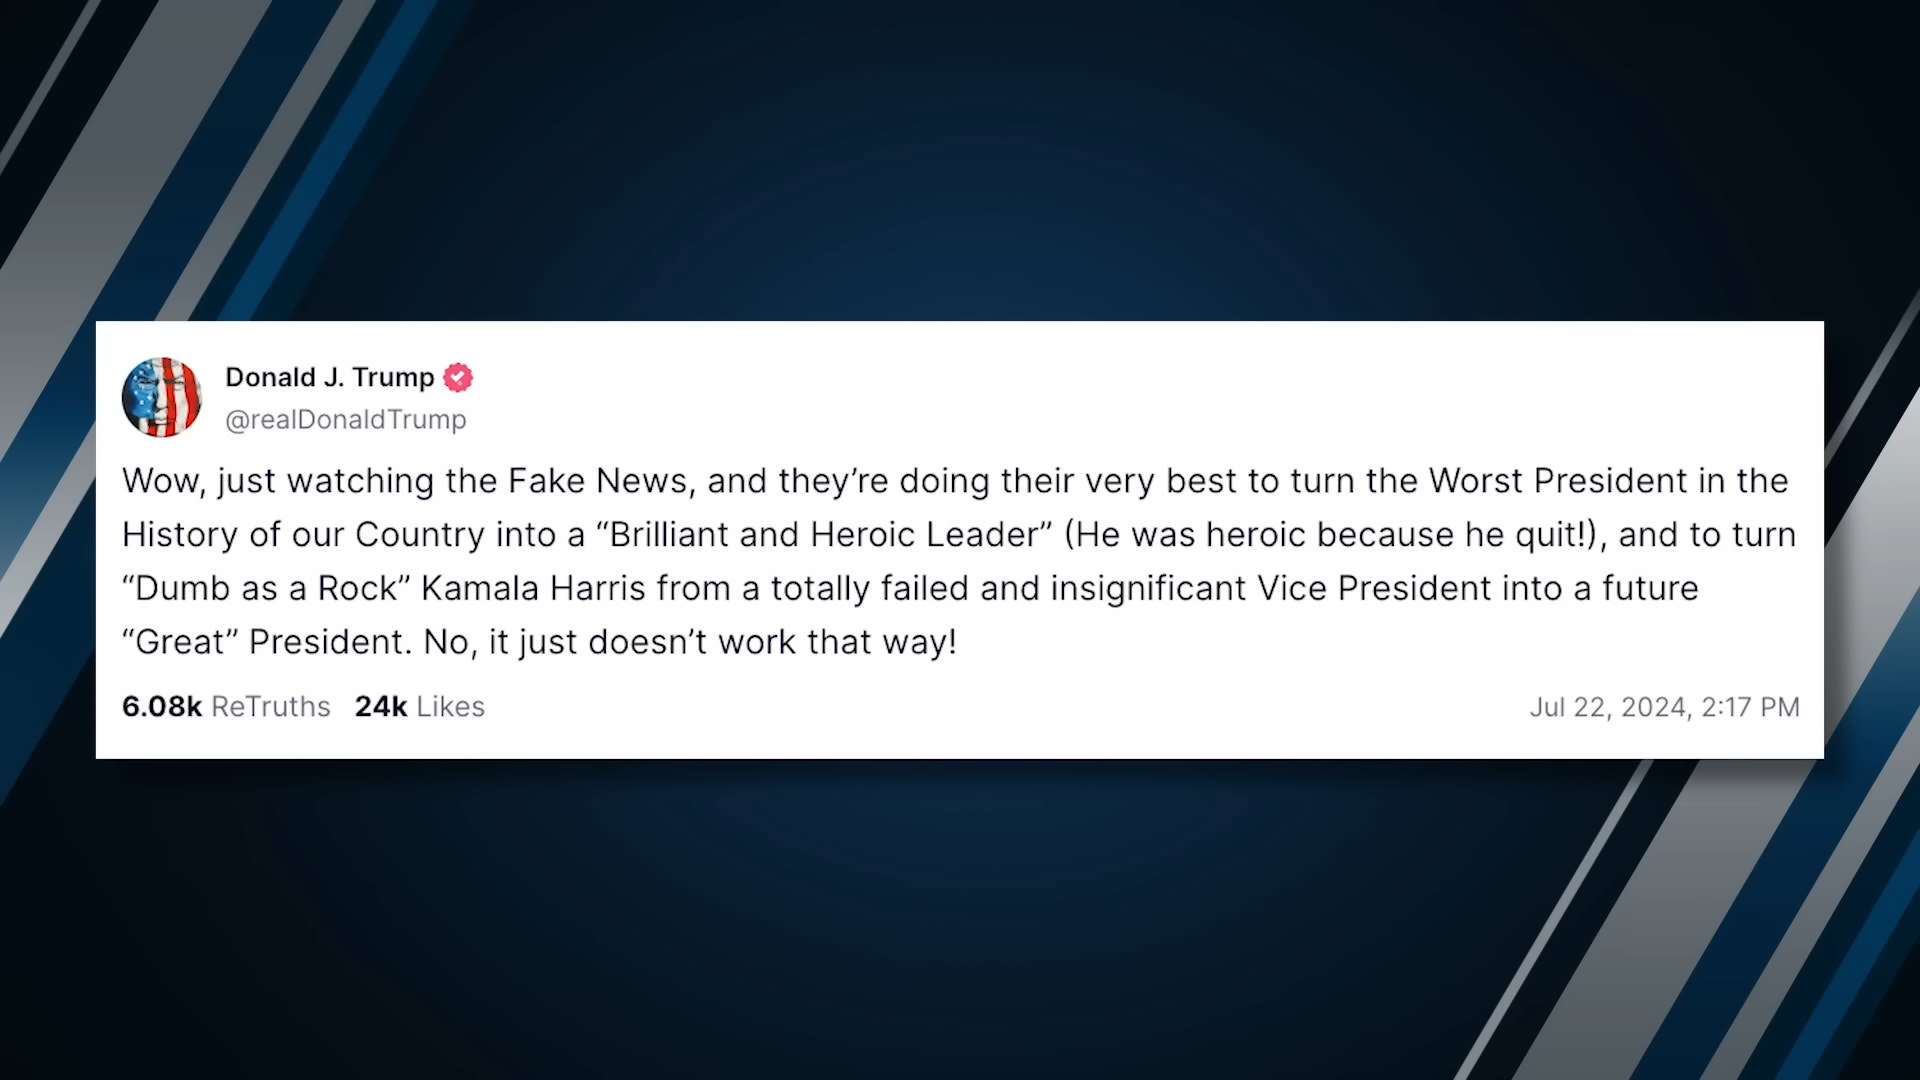 Donald J. Trump
@realDonaldTrump
Wow, just watching the Fake News, and they’re doing their very best to turn the Worst President in the
History of our Country into a “Brilliant and Heroic Leader” (He was heroic because he quit!), and to turn
“Dumb as a Rock” Kamala Harris from a totally failed and insignificant Vice President into a future
“Great” President. No, it just doesn’t work that way!
6.08k ReTruths 24k Likes Jul 22, 2024, 2:17 PM